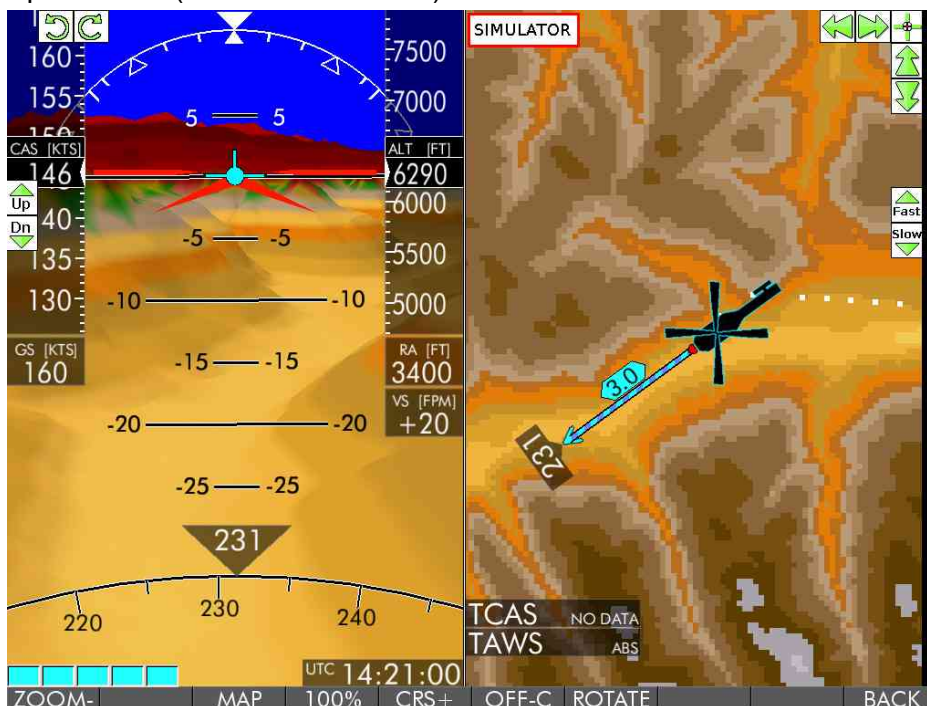 SIMULATOR
160
155
150
CAS [KTS]
146
Up
Dn
40
135
130
GS [KTS]
160
5 5
-5 -5
-10 -10
-15 -15
-20 -20
-25 -25
7500
7000
ALT [FT]
6290
6000
5500
5000
RA [FT]
3400
VS [FPM]
+20
231
220 230 240
UTC 14:21:00
Fast
Slow
3.0
231
TCAS NO DATA
TAWS ABS
ZOOM- MAP 100% CRS+ OFF-C ROTATE BACK